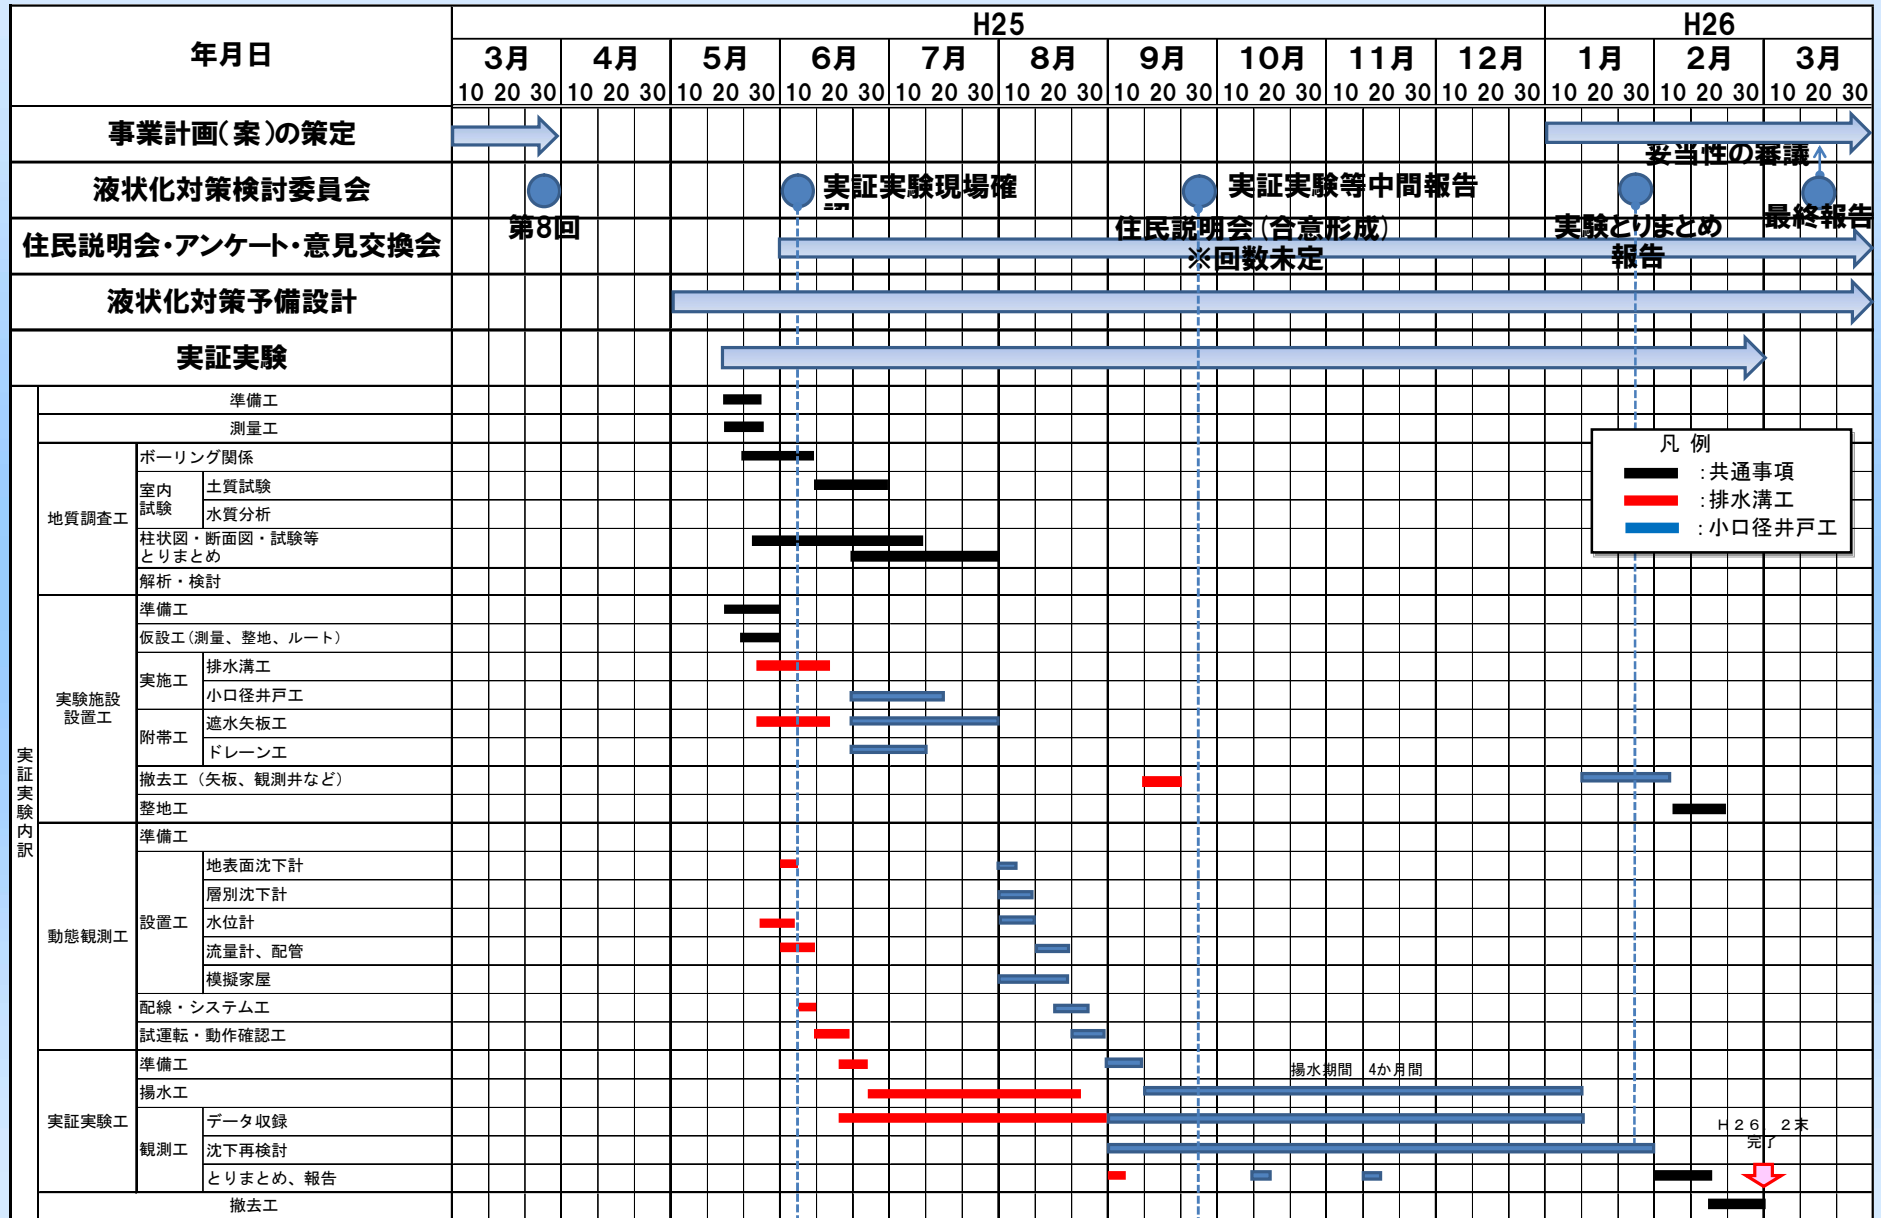 H25 H26
年月日
3月 4月 5月 6月 7月 8月 9月 10月 11月 12月 1月 2月 3月
10 20 30 10 20 30 10 20 30 10 20 30 10 20 30 10 20 30 10 20 30 10 20 30 10 20 30 10 20 30 10 20 30 10 20 30 10 20 30
事業計画(案)の策定
妥当性の審議
液状化対策検討委員会
第8回
実証実験現場確
実証実験等中間報告
実験とりまとめ
報告
最終報告
住民説明会・アンケート・意見交換会
住民説明会(合意形成)
※回数未定
液状化対策予備設計
実証実験
実証実験内訳
準備工
測量工
凡 例
:共通事項
:排水溝工
:小口径井戸工
地質調査工
ボーリング関係
室内
試験
土質試験
水質分析
柱状図・断面図・試験等
とりまとめ
解析・検討
実験施設
設置工
準備工
仮設工(測量、整地、ルート)
実施工
排水溝工
小口径井戸工
附帯工
遮水矢板工
ドレーン工
撤去工(矢板、観測井など)
整地工
動態観測工
準備工
設置工
地表面沈下計
層別沈下計
水位計
流量計、配管
模擬家屋
配線・システム工
試運転・動作確認工
実証実験工
準備工
揚水工
揚水期間 4か月間
観測工
データ収録
沈下再検討
とりまとめ、報告
H26．2末
完了
撤去工